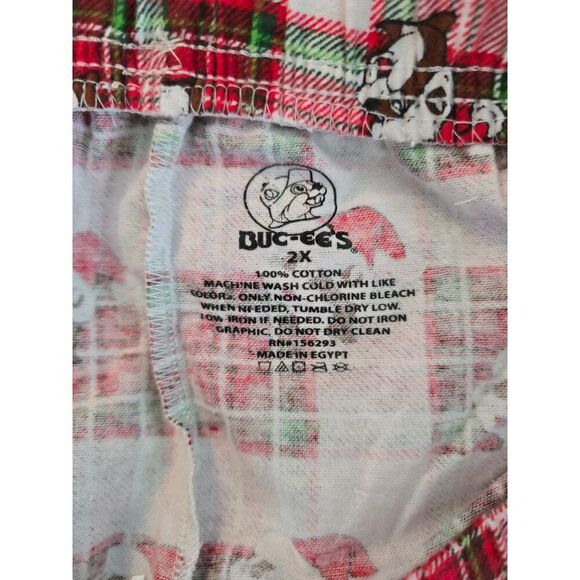 BUC-EE'S®
2X
100% COTTON
MACHINE WASH COLD WITH LIKE
COLORS. ONLY NON-CHLORINE BLEACH
WHEN NEEDED, TUMBLE DRY LOW.
LOW IRON IF NEEDED. DO NOT IRON
GRAPHIC. DO NOT DRY CLEAN
RN#156293
MADE IN EGYPT